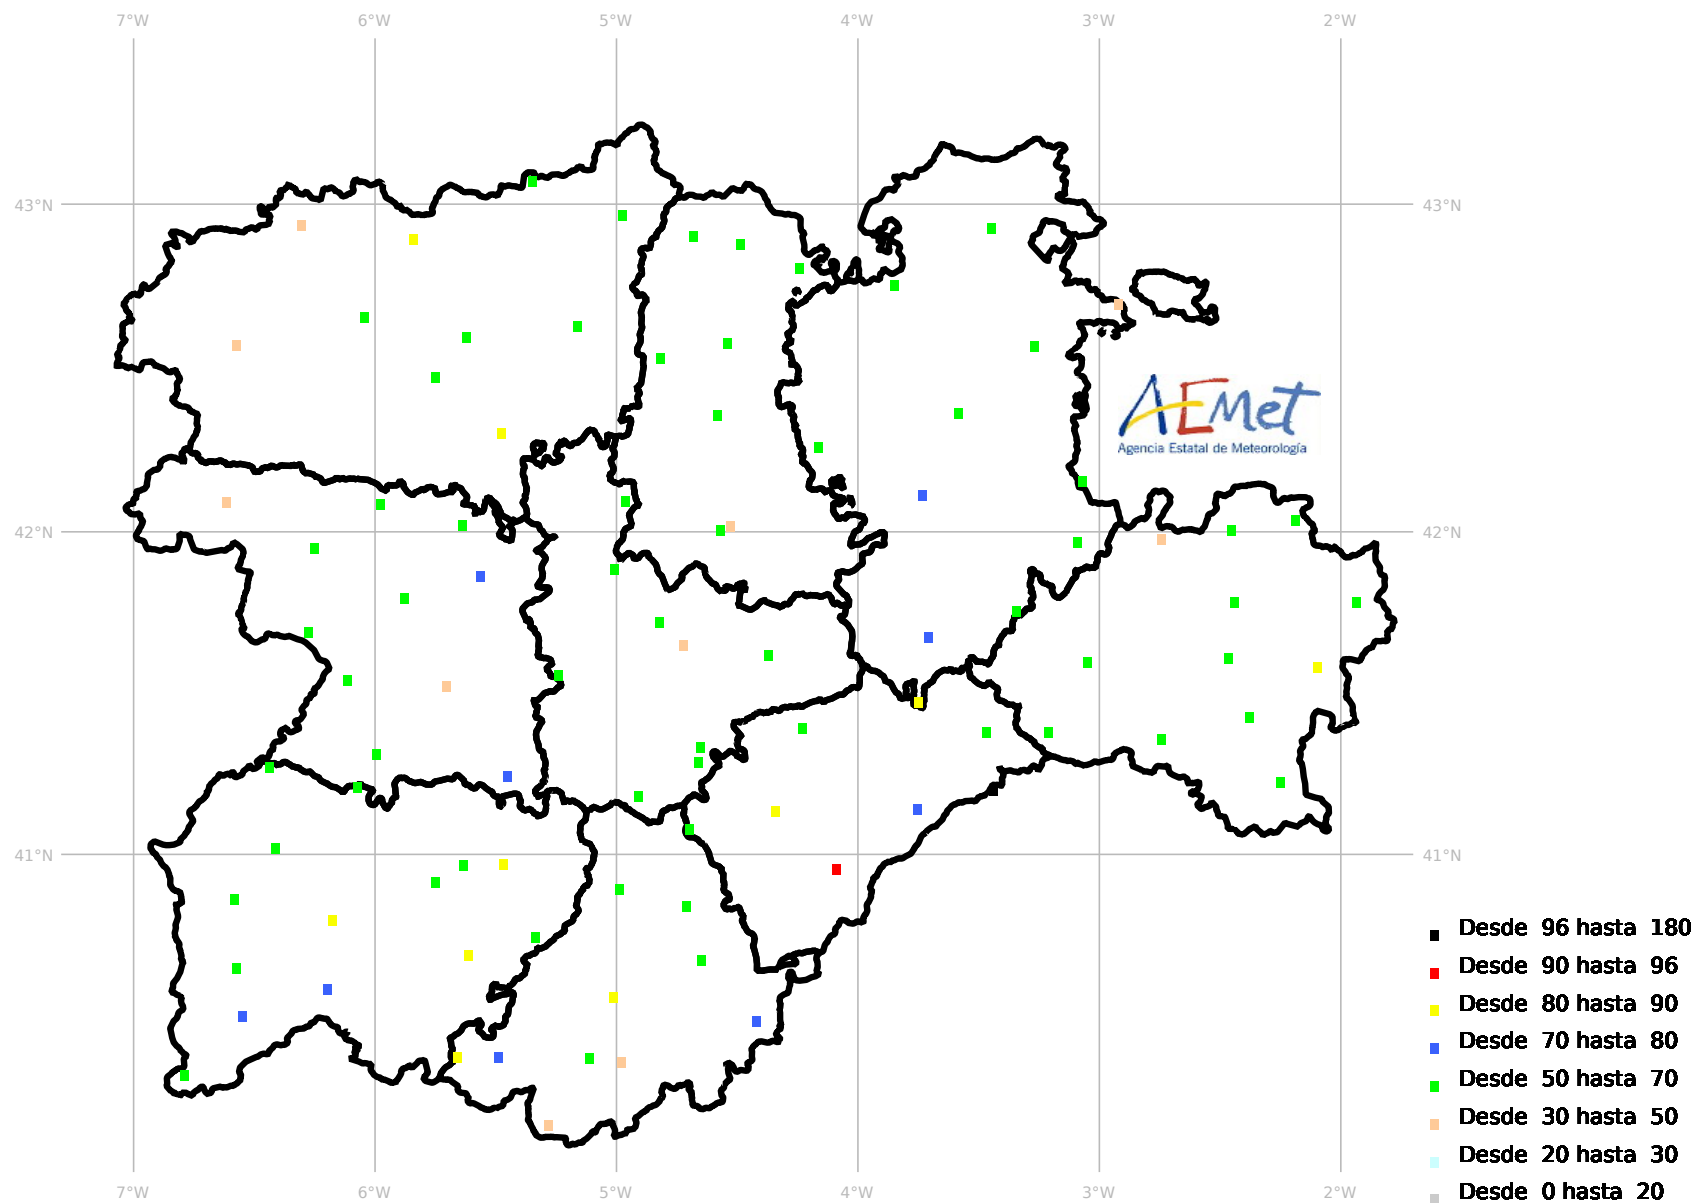 7°W 6°W 5°W 4°W 3°W 2°W
43°N 43°N
AEMet
Agencia Estatal de Meteorología
42°N 42°N
41°N 41°N
Desde 96 hasta 180
Desde 90 hasta 96
Desde 80 hasta 90
Desde 70 hasta 80
Desde 50 hasta 70
Desde 30 hasta 50
Desde 20 hasta 30
Desde 0 hasta 20
7°W 6°W 5°W 4°W 3°W 2°W